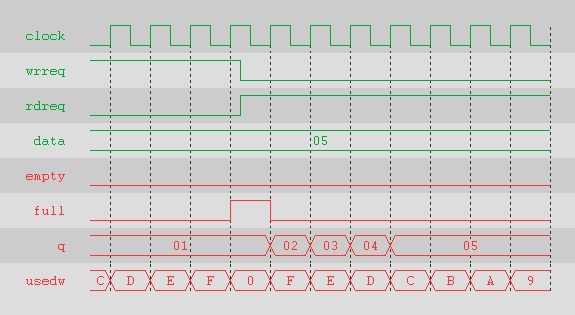 clock
wrreq
rdreq
data 05
empty
full
q 01 02 03 04 05
usedw C D E F 0 F E D C B A 9